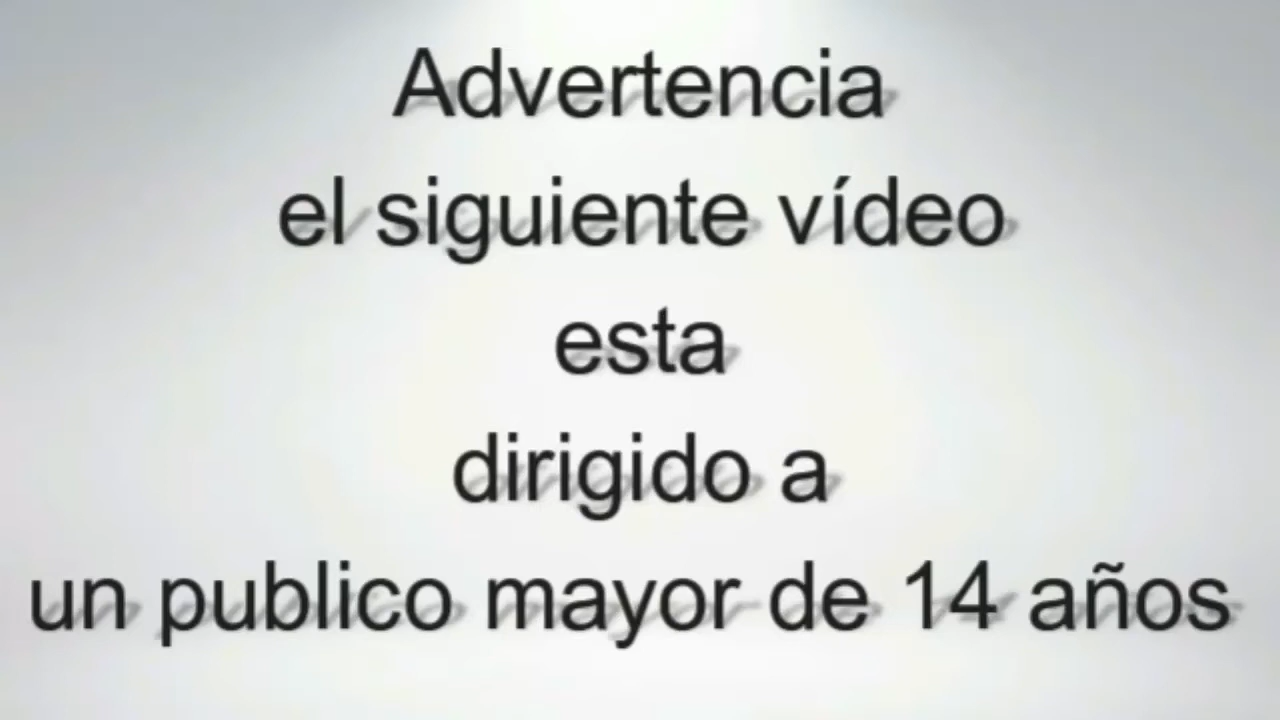 Advertencia
el siguiente vídeo
esta
dirigido a
un publico mayor de 14 años